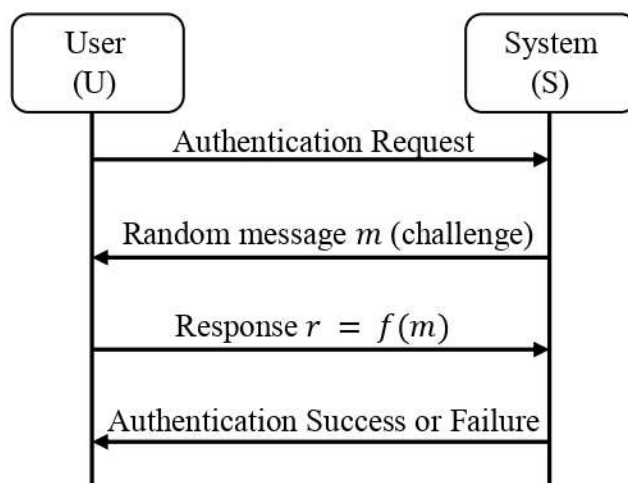 User
(U)
System
(S)
Authentication Request
Random message m (challenge)
Response r = f(m)
Authentication Success or Failure